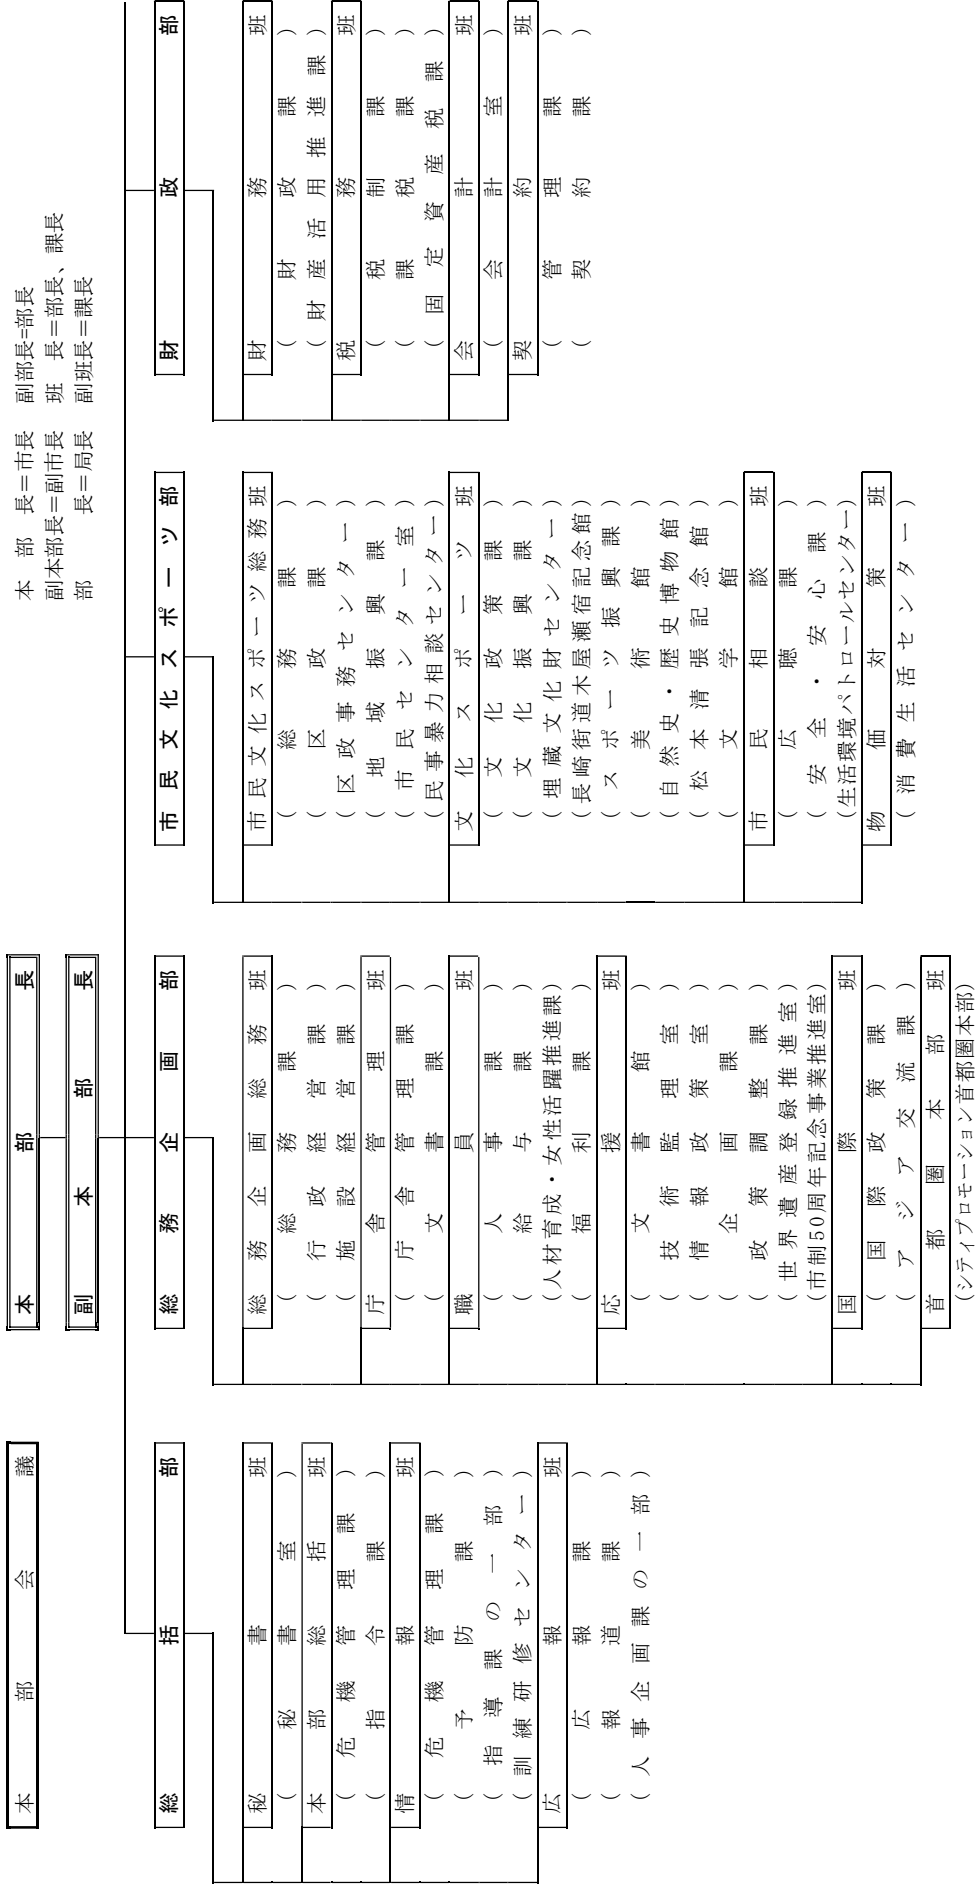 本部会議
本部長
副本部長
本部長＝市長
副本部長＝副市長
部長＝局長
副部長=部長
班長＝部長、課長
副班長＝課長
総括部
秘書班
（秘書室）
本部総括班
（危機管理課）
（指令課）
情報班
（危機管理課）
（予防課）
（指導課の一部）
（訓練研修センター）
広報班
（広報課）
（報道課）
（人事企画課の一部）
総務企画部
総務企画総務班
（総務課）
（行政経営課）
（施設経営課）
庁舎管理班
（庁舎管理課）
（文書課）
職員班
（人事課）
（給与課）
（人材育成・女性活躍推進課）
（福利課）
応援班
（文書館）
（技術監理室）
（情報政策室）
（企画課）
（政策調整課）
（世界遺産登録推進室）
（市制50周年記念事業推進室）
国際班
（国際政策課）
（アジア交流課）
首都圏本部班
（シティプロモーション首都圏本部）
市民文化スポーツ部
市民文化スポーツ総務班
（総務課）
（区政課）
（区政事務センター）
（地域振興課）
（市民センター室）
（民事暴力相談センター）
文化スポーツ班
（文化政策課）
（文化振興課）
（埋蔵文化財センター）
（長崎街道木屋瀬宿記念館）
（スポーツ振興課）
（美術館）
（自然史・歴史博物館）
（松本清張記念館）
（文学館）
市民相談班
（広聴課）
（安全・安心課）
（生活環境パトロールセンター）
物価対策班
（消費生活センター）
財政部
財務班
（財政課）
（財産活用推進課）
税務班
（税制課）
（課税課）
（固定資産税課）
会計班
（会計室）
契約班
（管理課）
（契約課）